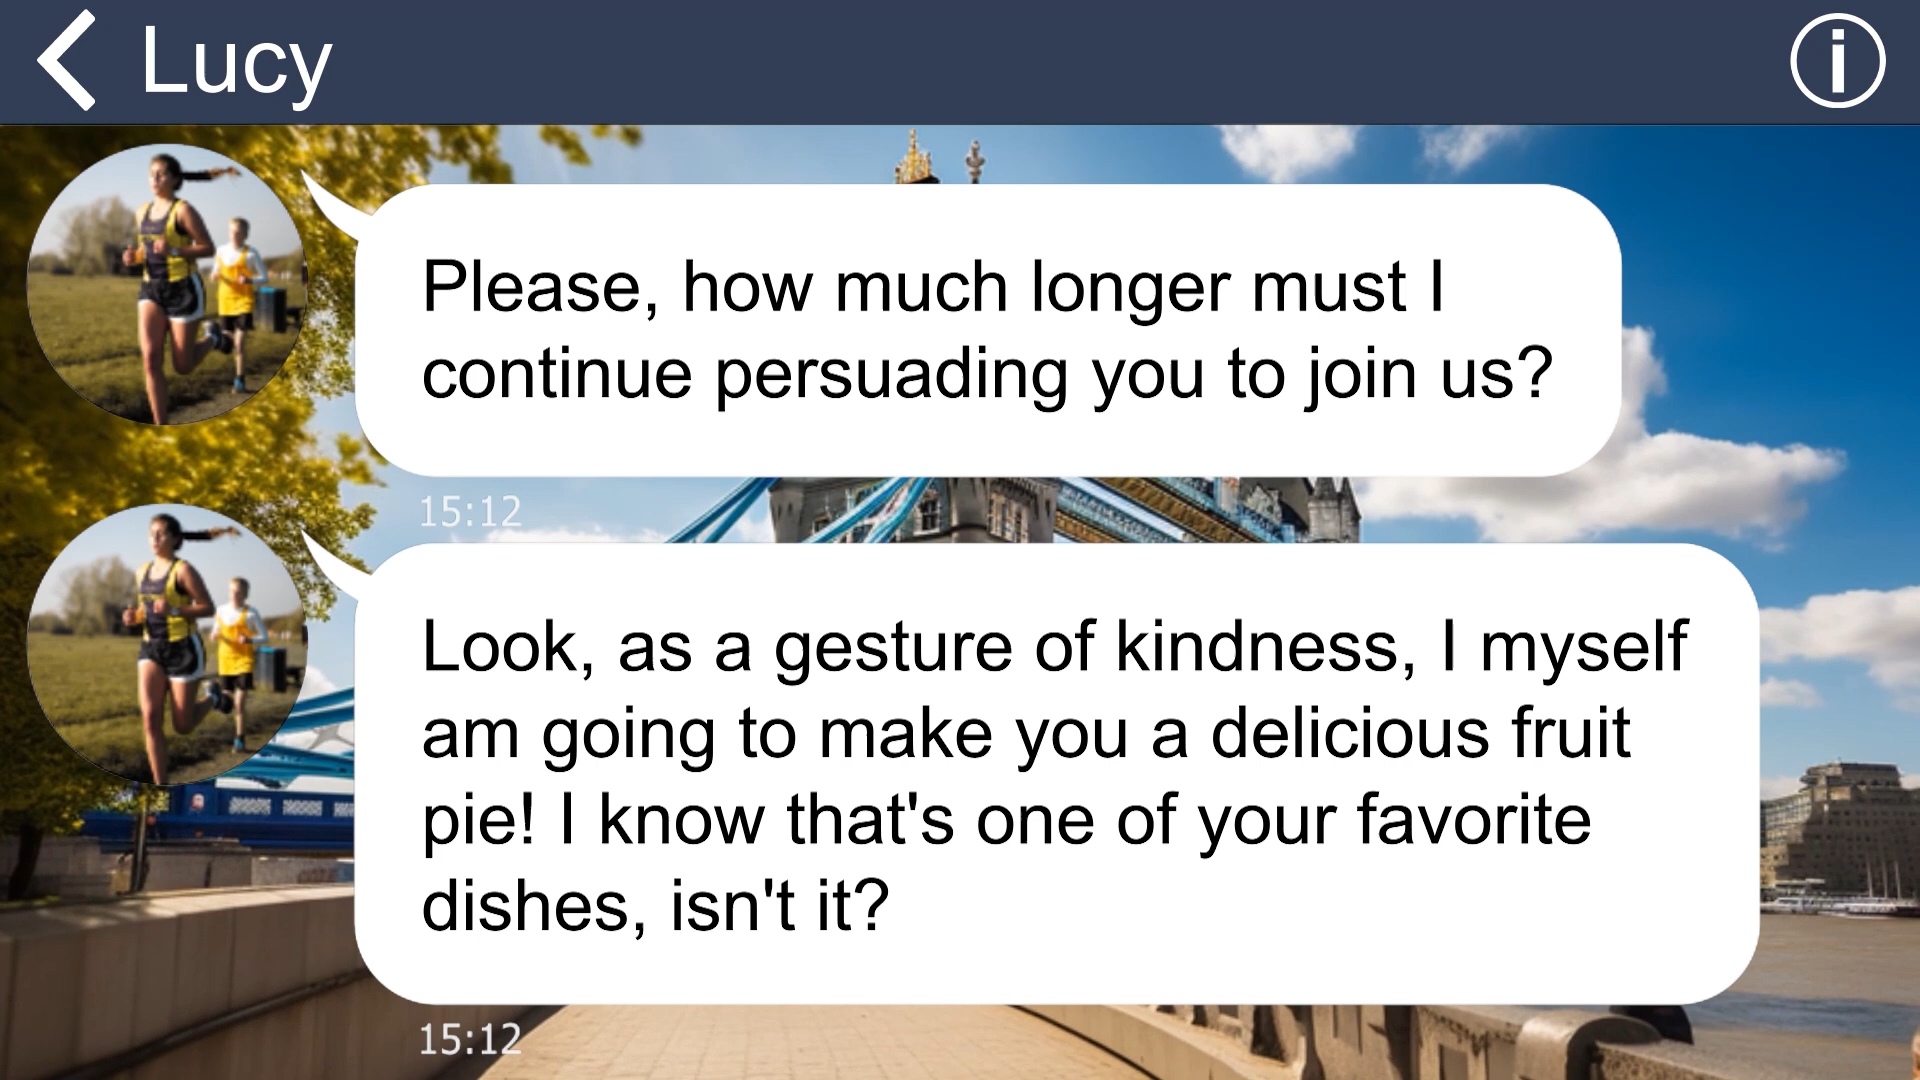 Lucy
Please, how much longer must I
continue persuading you to join us?
15:12
Look, as a gesture of kindness, I myself
am going to make you a delicious fruit
pie! I know that's one of your favorite
dishes, isn't it?
15:12